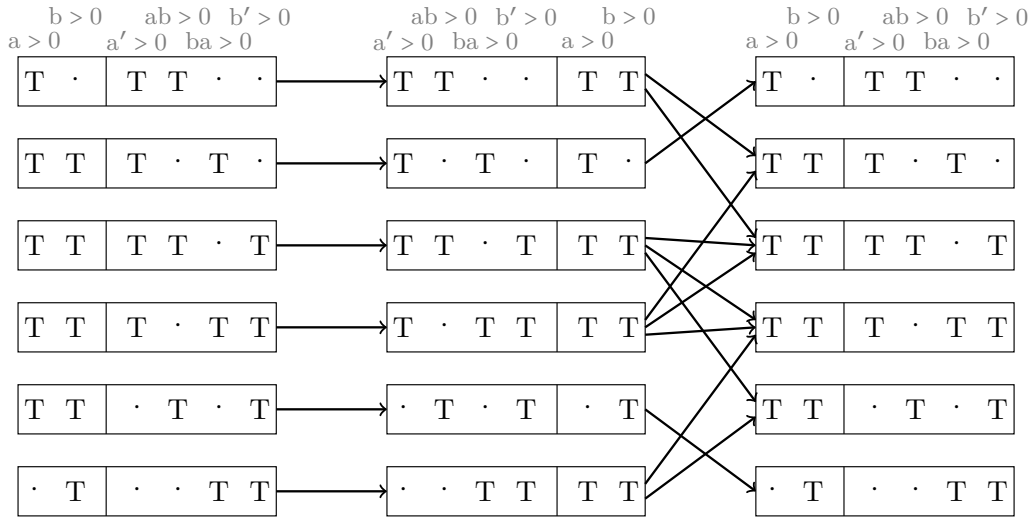 b > 0 ab > 0 b′ > 0 ab > 0 b′ > 0 b > 0 b > 0 ab > 0 b′ > 0
a > 0 a′ > 0 ba > 0 a′ > 0 ba > 0 a > 0 a > 0 a′ > 0 ba > 0
T · T T · · T T · · T T T · T T · ·
T T T · T · T · T · T · T T T · T ·
T T T T · T T T · T T T T T T T · T
T T T · T T T · T T T T T T T · T T
T T · T · T · T · T · T T T · T · T
· T · · T T · · T T T T · T · · T T